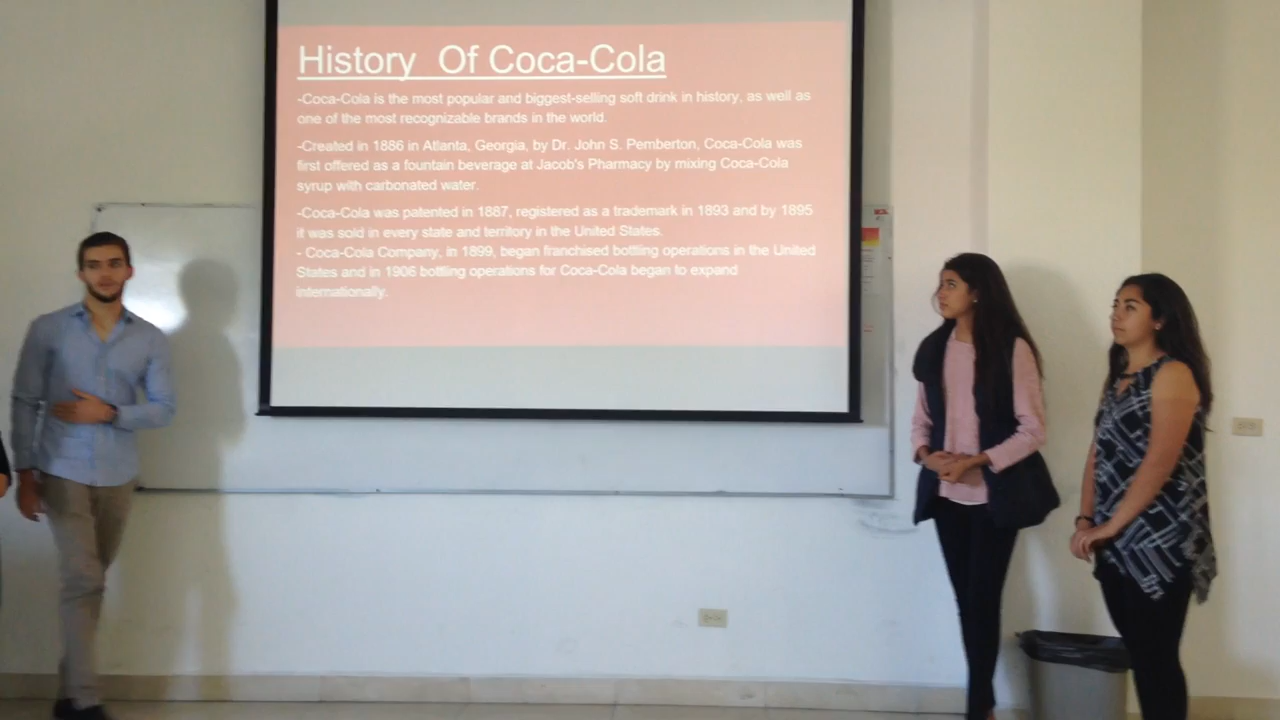 History Of Coca-Cola
-Coca-Cola is the most popular and biggest-selling soft drink in history, as well as
one of the most recognizable brands in the world.
-Created in 1886 in Atlanta, Georgia, by Dr. John S. Pemberton, Coca-Cola was
first offered as a fountain beverage at Jacob's Pharmacy by mixing Coca-Cola
syrup with carbonated water.
-Coca-Cola was patented in 1887, registered as a trademark in 1893 and by 1895
it was sold in every state and territory in the United States.
- Coca-Cola Company, in 1899, began franchised bottling operations in the United
States and in 1906 bottling operations for Coca-Cola began to expand
internationally.